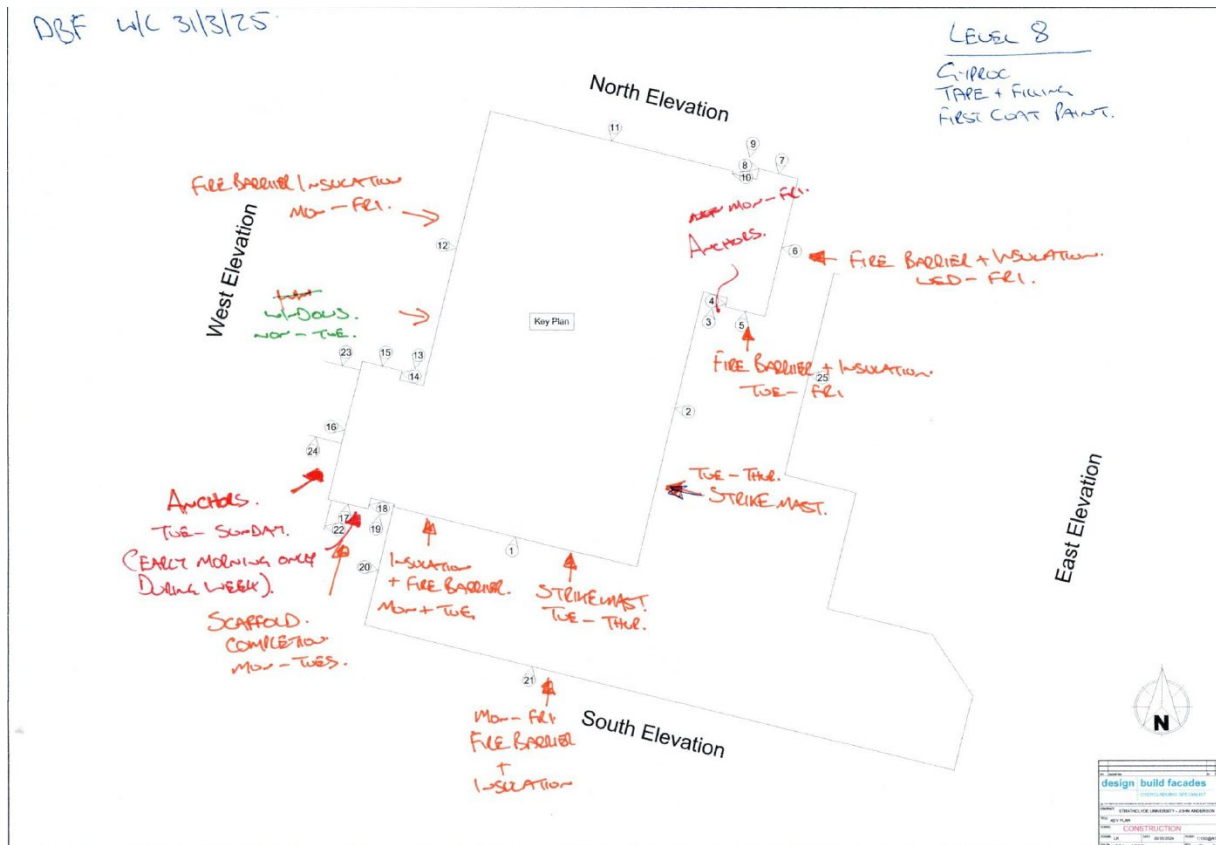 DBF W/C 31/3/25
LEVEL 8
GYPROC
TAPE + FILLING
FIRST COAT PAINT.
North Elevation
11
9
8
10
7
FIRE BARRIER INSULATION
MON - FRI.
West Elevation
12
MON-FRI.
ANCHORS.
6
FIRE BARRIER + INSULATION.
WED - FRI.
WINDOWS.
MON - TUE.
Key Plan
4
3
5
FIRE BARRIER + INSULATION.
TUE - FRI
25
23
15
13
14
2
16
24
TUE - THUR.
STRIKE MAST.
East Elevation
ANCHORS.
TUE - SUNDAY.
(EARLY MORNING ONLY
DURING WEEK).
17
18
22
19
20
SCAFFOLD.
COMPLETION
MON - TUES.
INSULATION
+ FIRE BARRIER.
MON + TUE
1
STRIKE MAST.
TUE - THUR.
21
MON - FRI
FIRE BARRIER
+
INSULATION
South Elevation
N
design build facades
STRATHCLYDE UNIVERSITY - JOHN ANDERSON
KEY PLAN
CONSTRUCTION